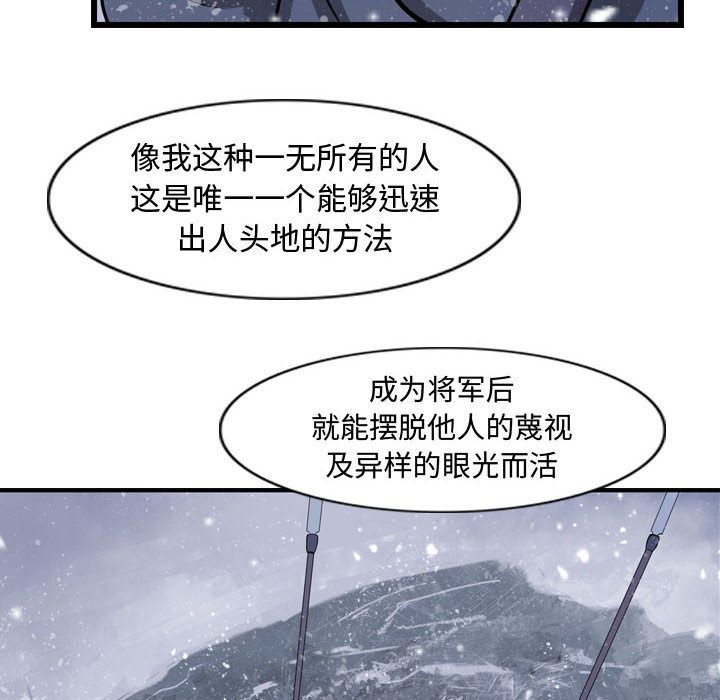 像我这种一无所有的人
这是唯一一个能够迅速
出人头地的方法
成为将军后
就能摆脱他人的蔑视
及异样的眼光而活